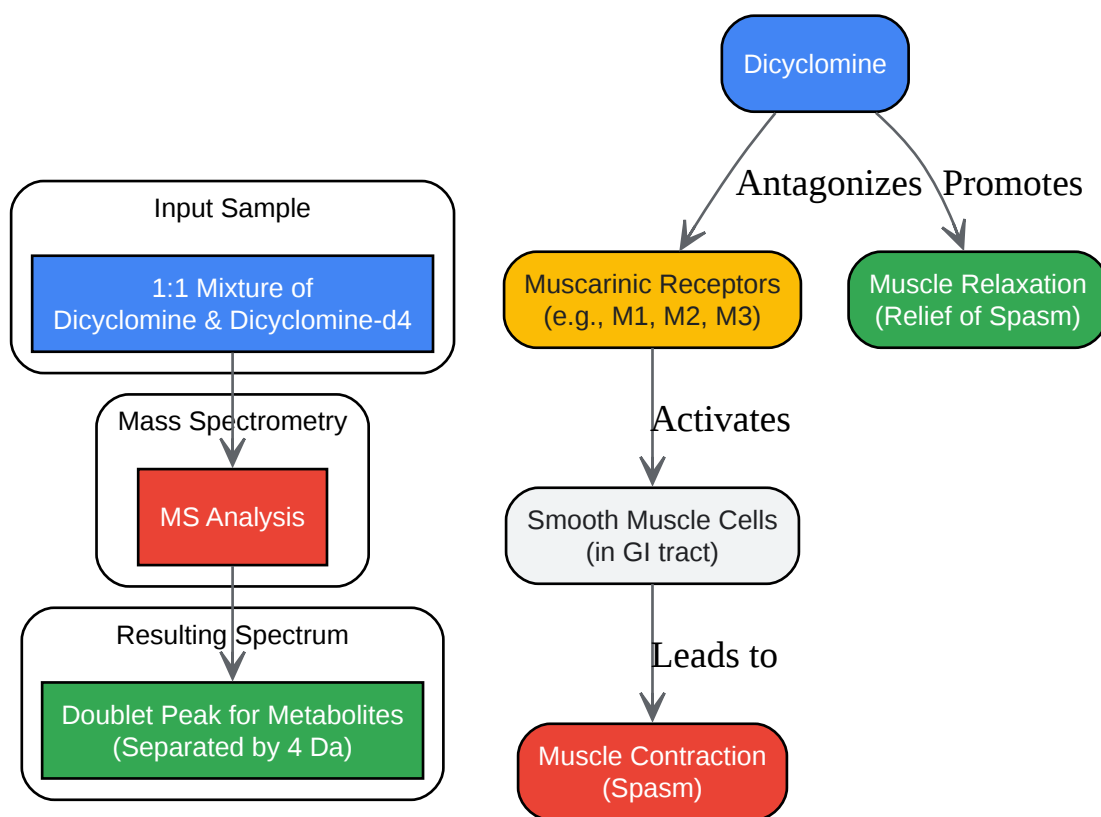 Input Sample
1:1 Mixture of
Dicyclomine & Dicyclomine-d4
Mass Spectrometry
MS Analysis
Resulting Spectrum
Doublet Peak for Metabolites
(Separated by 4 Da)
Dicyclomine
Antagonizes
Promotes
Muscarinic Receptors
(e.g., M1, M2, M3)
Muscle Relaxation
(Relief of Spasm)
Activates
Smooth Muscle Cells
(in GI tract)
Leads to
Muscle Contraction
(Spasm)